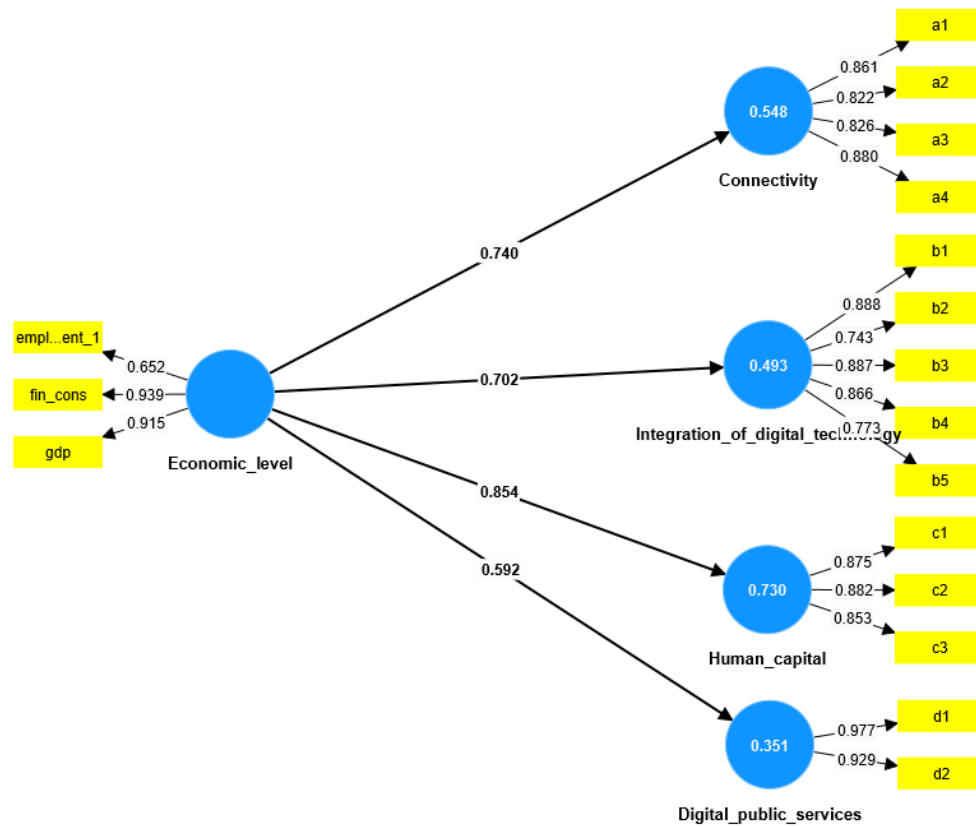 a1
0.861
a2
0.822
0.548
0.826
a3
0.880
Connectivity
a4
0.740
b1
0.888
b2
0.743
empl...ent_1
0.652
0.493
0.887
b3
0.702
fin_cons
0.939
0.866
0.915
b4
0.773
gdp
Economic_level
b5
0.854
c1
0.875
0.592
0.730
0.882
c2
0.853
c3
Human_capital
d1
0.977
0.351
0.929
d2
Digital_public_services